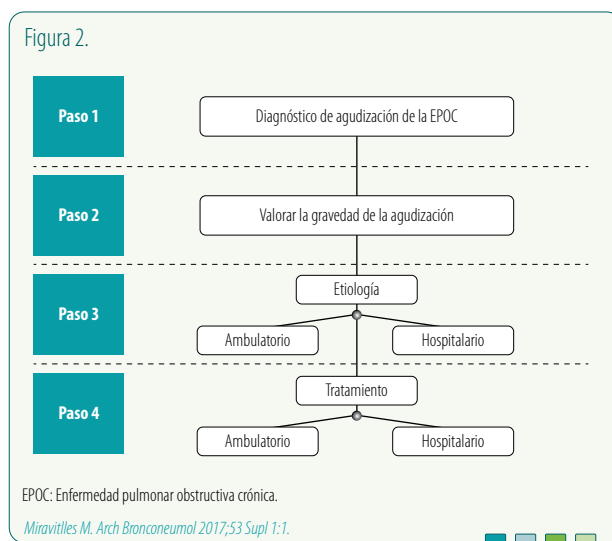 Figura 2.
Paso 1
Diagnóstico de agudización de la EPOC
Paso 2
Valorar la gravedad de la agudización
Paso 3
Etiología
Ambulatorio
Hospitalario
Paso 4
Tratamiento
Ambulatorio
Hospitalario
EPOC: Enfermedad pulmonar obstructiva crónica.
Miravitlles M. Arch Bronconeumol 2017;53 Supl 1:1.